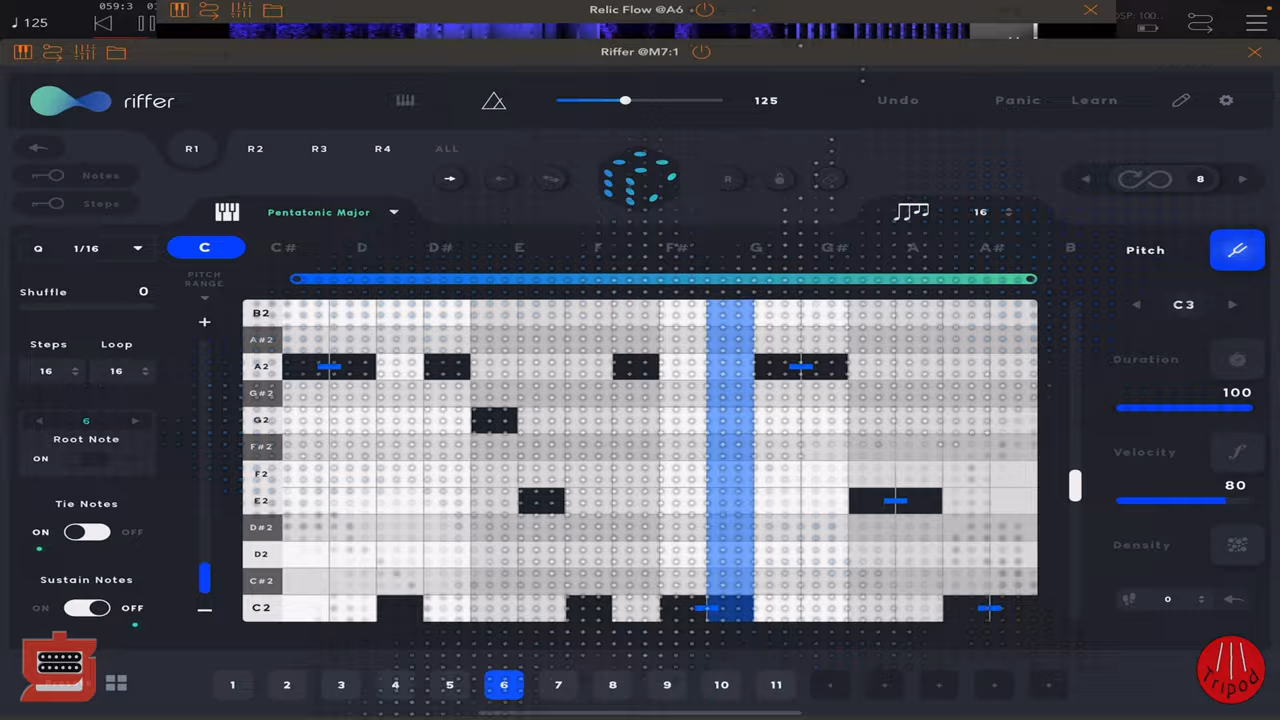 ♩125
059:3
Relic Flow @A6
DSP: 100..
Riffer @M7:1
riffer
125
Undo
Panic
Learn
R1 R2 R3 R4 ALL
Notes
Steps
R
8
Pentatonic Major
16
Q 1/16
C C# D D# E F F# G G# A A# B
Pitch
PITCH
RANGE
Shuffle 0
+
C3
B2
A#2
A2
G#2
G2
F#2
F2
E2
D#2
D2
C#2
C2
Steps Loop
16 16
6
Root Note
ON
Tie Notes
ON OFF
Sustain Notes
ON OFF
Duration
100
Velocity
80
Density
0
1 2 3 4 5 6 7 8 9 10 11
Tripod